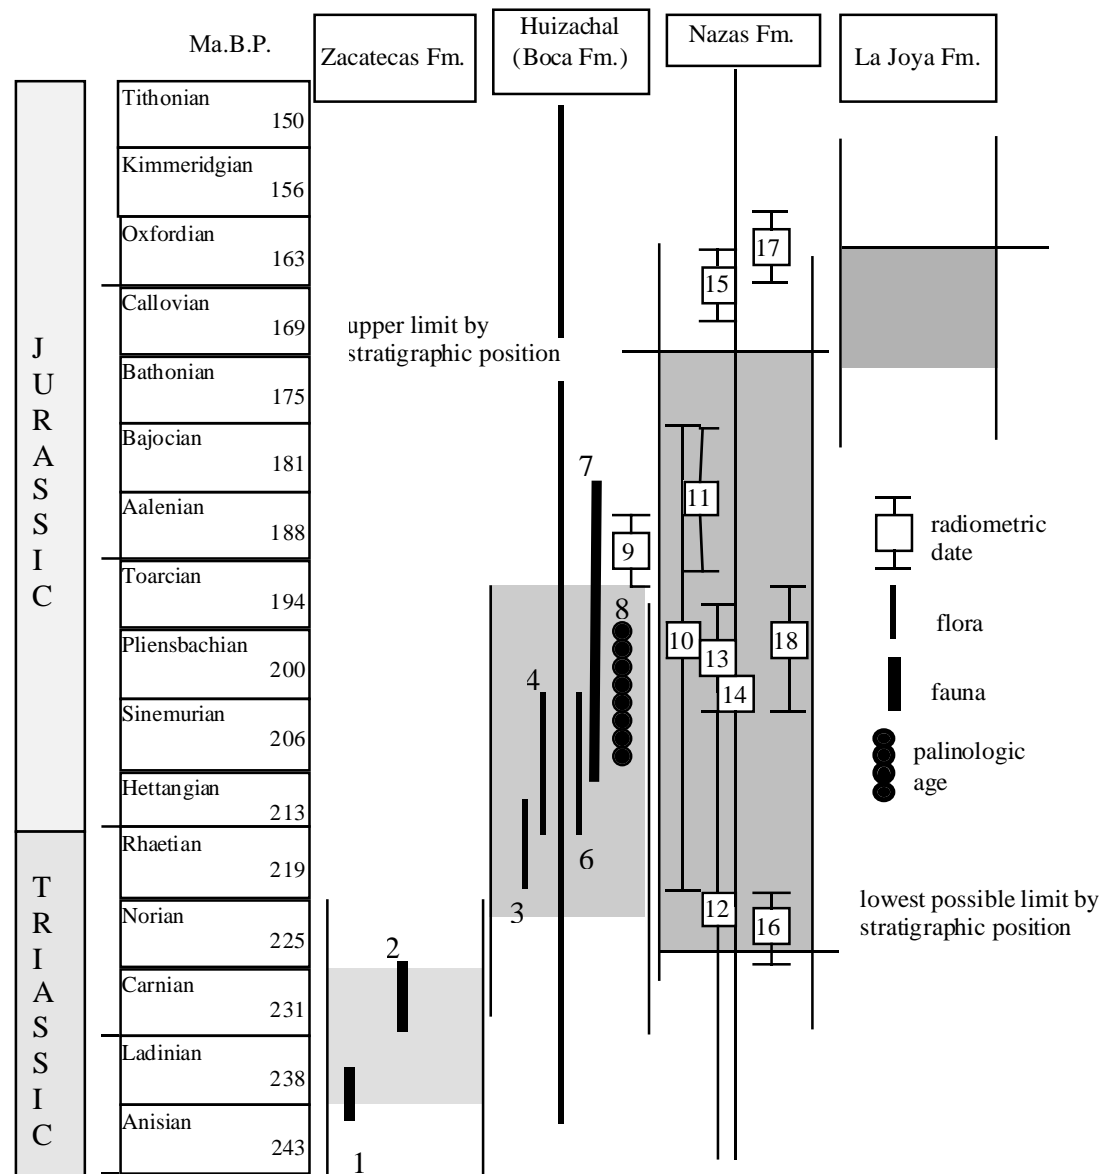 Ma.B.P.
Zacatecas Fm.
Huizachal
(Boca Fm.)
Nazas Fm.
La Joya Fm.
JURASSIC
TRIASSIC
Tithonian
150
Kimmeridgian
156
Oxfordian
163
Callovian
169
Bathonian
175
Bajocian
181
Aalenian
188
Toarcian
194
Pliensbachian
200
Sinemurian
206
Hettangian
213
Rhaetian
219
Norian
225
Carnian
231
Ladinian
238
Anisian
243
upper limit by
stratigraphic position
17
15
7
11
9
8
10
13
18
14
4
6
3
12
16
2
1
radiometric
date
flora
fauna
palinologic
age
lowest possible limit by
stratigraphic position